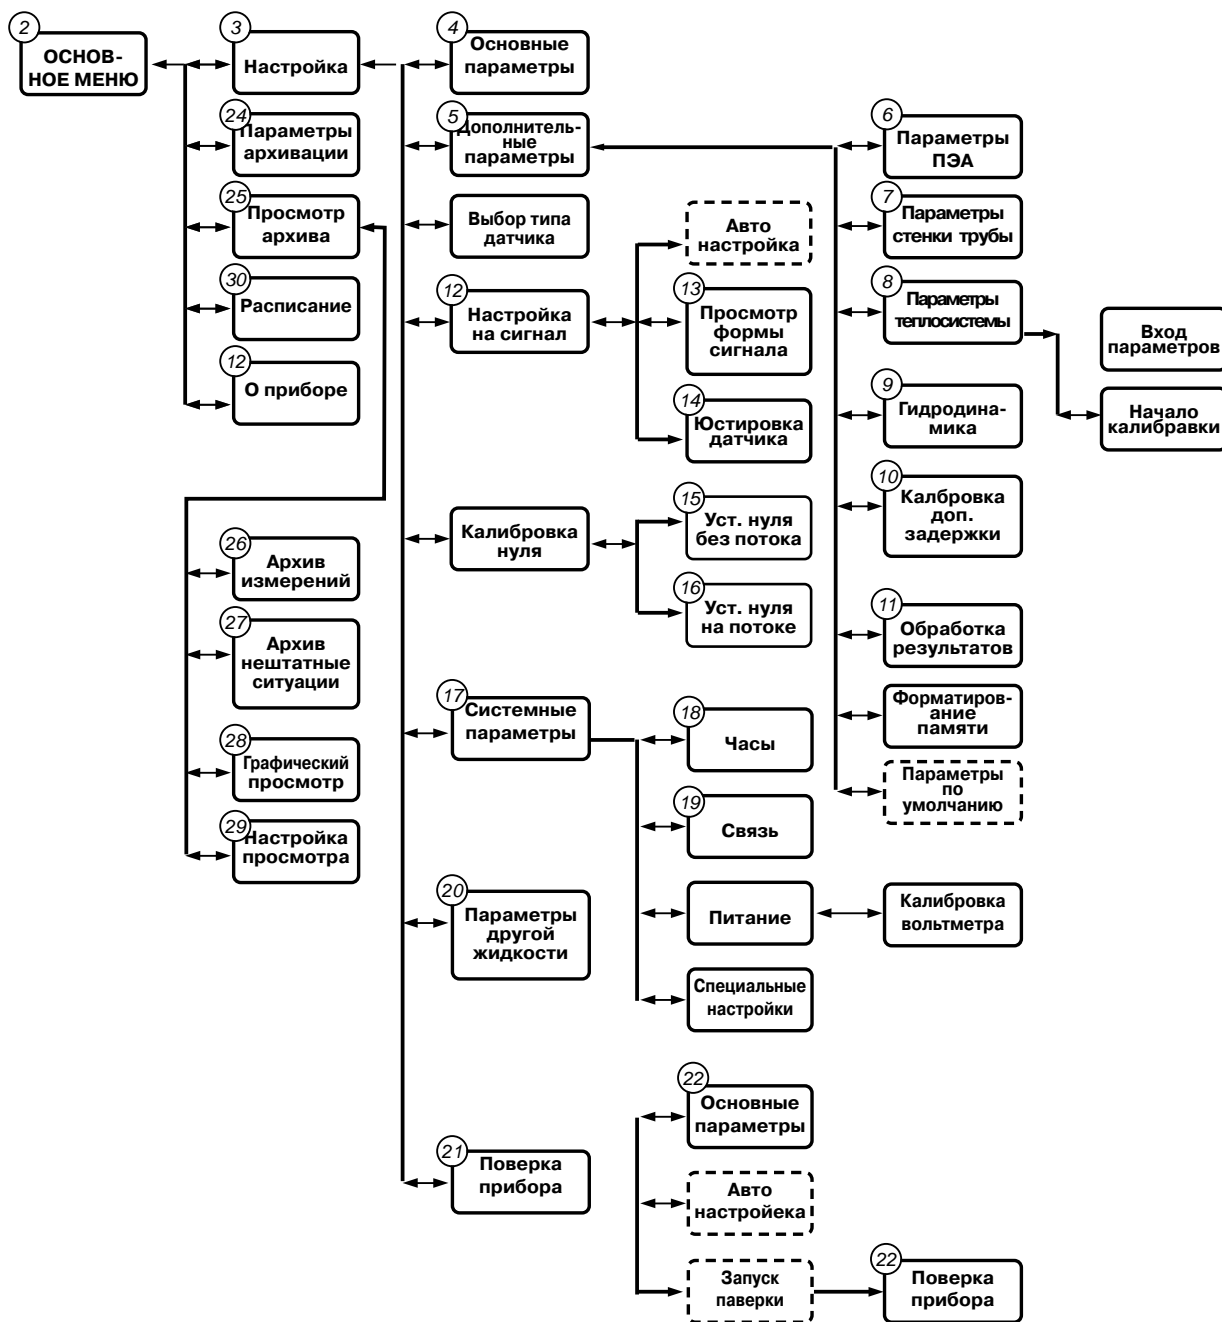 2
ОСНОВ-
НОЕ МЕНЮ
3
Настройка
24
Параметры
архивации
25
Просмотр
архива
30
Расписание
12
О приборе
26
Архив
измерений
27
Архив
нештатные
ситуации
28
Графический
просмотр
29
Настройка
просмотра
4
Основные
параметры
5
Дополнитель-
ные
параметры
Выбор типа
датчика
12
Настройка
на сигнал
Калибровка
нуля
17
Системные
параметры
20
Параметры
другой
жидкости
21
Поверка
прибора
Авто
настройка
13
Просмотр
формы
сигнала
14
Юстировка
датчика
15
Уст. нуля
без потока
16
Уст. нуля
на потоке
18
Часы
19
Связь
Питание
Специальные
настройки
22
Основные
параметры
Авто
настройека
Запуск
паверки
6
Параметры
ПЭА
7
Параметры
стенки трубы
8
Параметры
теплосистемы
9
Гидродина-
мика
10
Калбровка
доп.
задержки
11
Обработка
результатов
Форматиров-
ание
памяти
Параметры
по
умолчанию
Калибровка
вольтметра
22
Поверка
прибора
Вход
параметров
Начало
калибравки